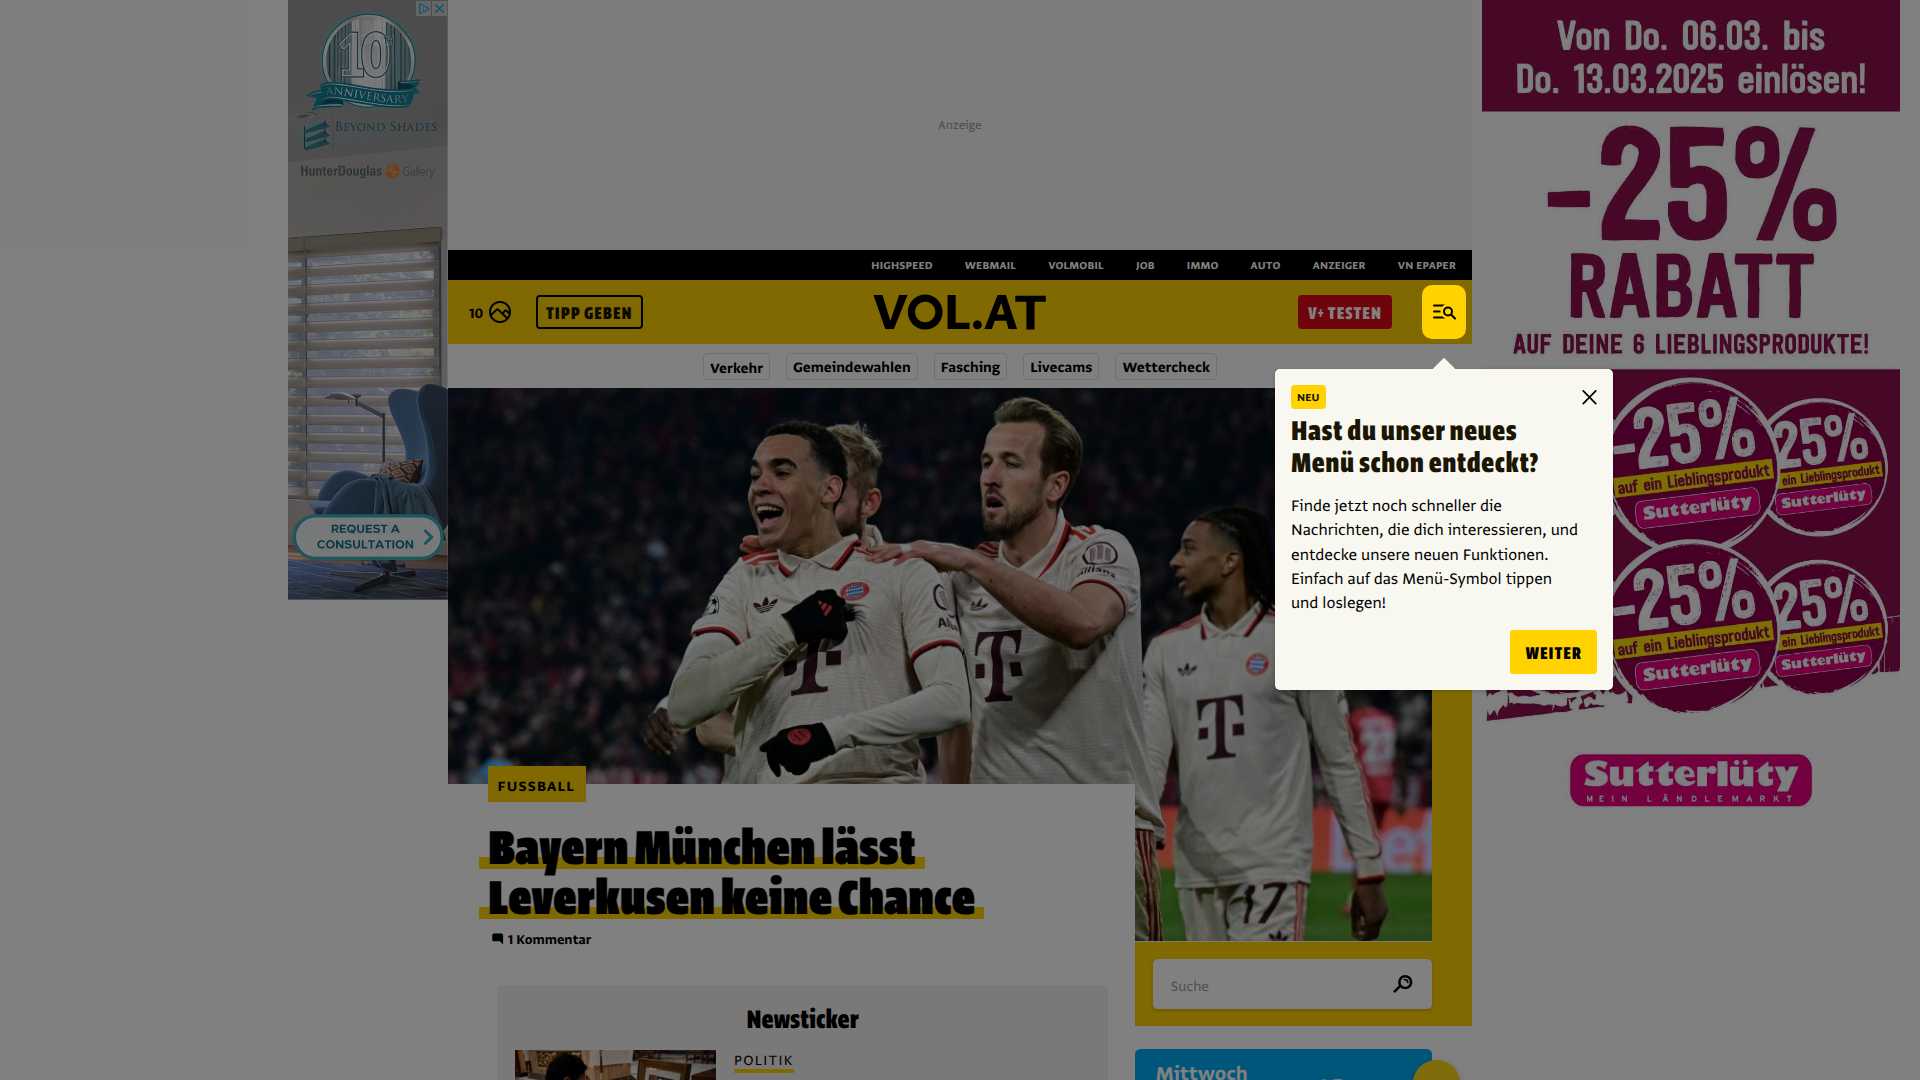 10
ANNIVERSARY
BEYOND SHADES
HunterDouglas Gallery
REQUEST A
CONSULTATION
Anzeige
HIGHSPEED WEBMAIL VOLMOBIL JOB IMMO AUTO ANZEIGER VN EPAPER
10 TIPP GEBEN VOL.AT V+ TESTEN
Verkehr Gemeindewahlen Fasching Livecams Wettercheck
NEU
Hast du unser neues
Menü schon entdeckt?
Finde jetzt noch schneller die
Nachrichten, die dich interessieren, und
entdecke unsere neuen Funktionen.
Einfach auf das Menü-Symbol tippen
und loslegen!
WEITER
FUSSBALL
Bayern München lässt
Leverkusen keine Chance
1 Kommentar
Newsticker
POLITIK
17
Suche
Mittwoch
Von Do. 06.03. bis
Do. 13.03.2025 einlösen!
-25%
RABATT
AUF DEINE 6 LIEBLINGSPRODUKTE!
-25%
auf ein Lieblingsprodukt
Sutterlüty
25%
ein Lieblingsprodukt
Sutterlüty
-25%
auf ein Lieblingsprodukt
Sutterlüty
25%
ein Lieblingsprodukt
Sutterlüty
Sutterlüty
MEIN LÄNDLEMARKT